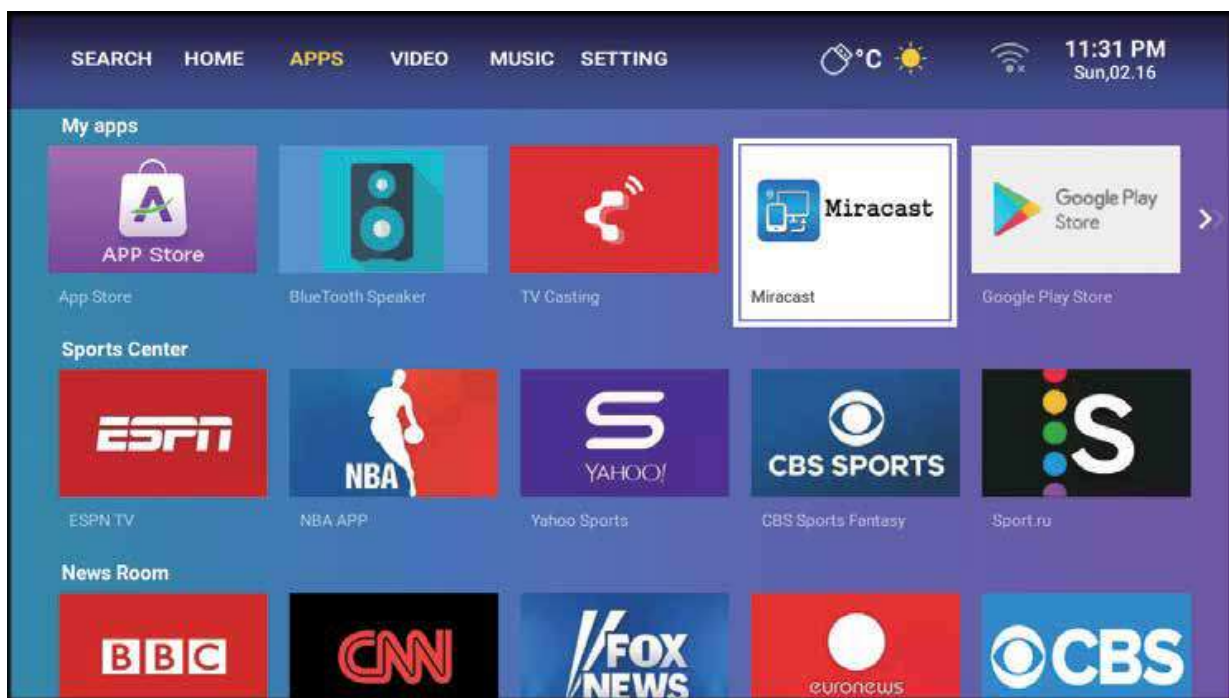 SEARCH HOME APPS VIDEO MUSIC SETTING °C 11:31 PM
Sun,02.16
My apps
A
APP Store
Miracast
Google Play
Store
App Store BlueTooth Speaker TV Casting Miracast Google Play Store
Sports Center
ESPN
NBA
YAHOO!
CBS SPORTS
S
ESPN TV NBA APP Yahoo Sports CBS Sports Fantasy Sport.ru
News Room
BBC
CNN
FOX
NEWS
euronews
CBS